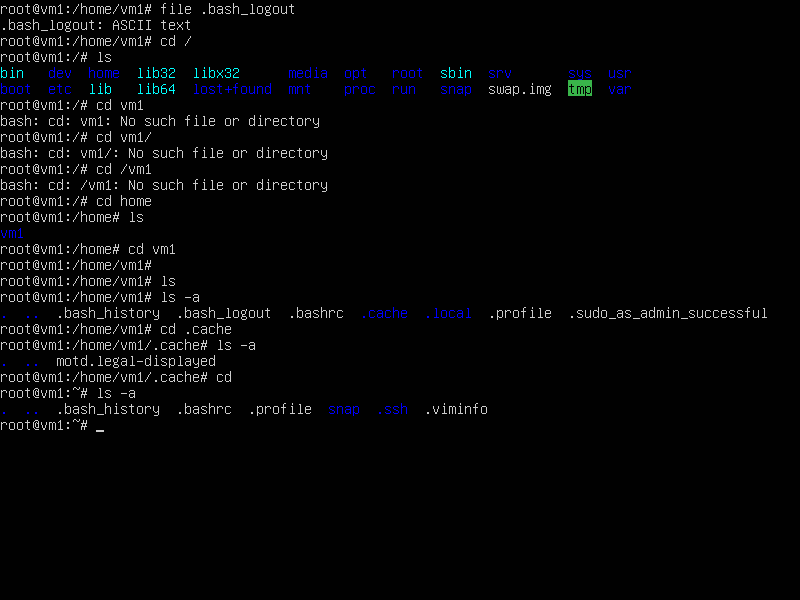 root@vm1:/home/vm1# file .bash_logout
.bash_logout: ASCII text
root@vm1:/home/vm1# cd /
root@vm1:/# ls
bin   dev  home  lib32  libx32      media  opt   root  sbin  srv       sys  usr
boot  etc  lib   lib64  lost+found  mnt    proc  run   snap  swap.img  tmp  var
root@vm1:/# cd vm1
bash: cd: vm1: No such file or directory
root@vm1:/# cd vm1/
bash: cd: vm1/: No such file or directory
root@vm1:/# cd /vm1
bash: cd: /vm1: No such file or directory
root@vm1:/# cd home
root@vm1:/home# ls
vm1
root@vm1:/home# cd vm1
root@vm1:/home/vm1#
root@vm1:/home/vm1# ls
root@vm1:/home/vm1# ls -a
.  ..  .bash_history  .bash_logout  .bashrc  .cache  .local  .profile  .sudo_as_admin_successful
root@vm1:/home/vm1# cd .cache
root@vm1:/home/vm1/.cache# ls -a
.  ..  motd.legal-displayed
root@vm1:/home/vm1/.cache# cd
root@vm1:~# ls -a
.  ..  .bash_history  .bashrc  .profile  snap  .ssh  .viminfo
root@vm1:~# _